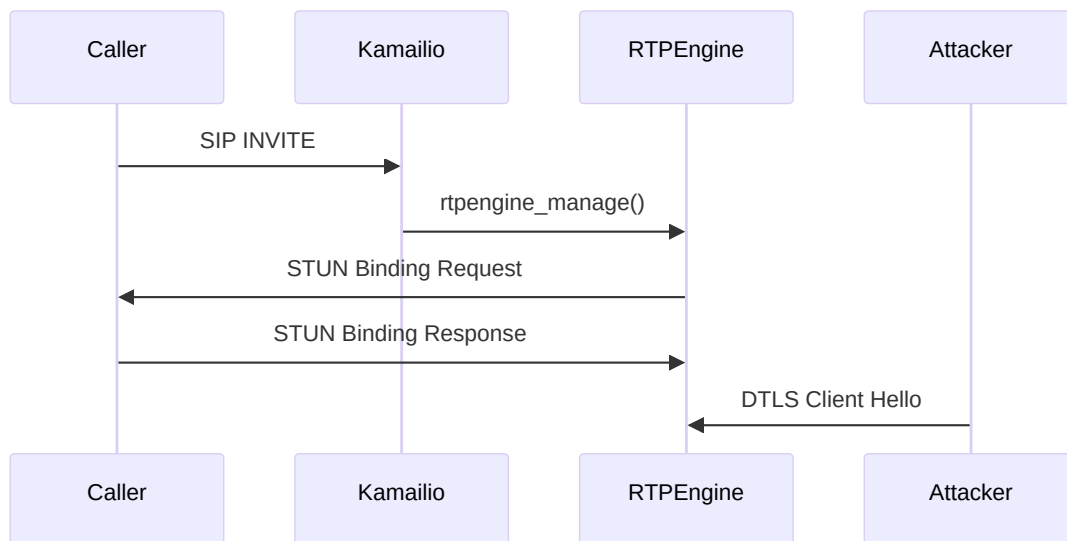 Caller Kamailio RTPEngine Attacker
SIP INVITE
rtpengine_manage()
STUN Binding Request
STUN Binding Response
DTLS Client Hello
Caller Kamailio RTPEngine Attacker